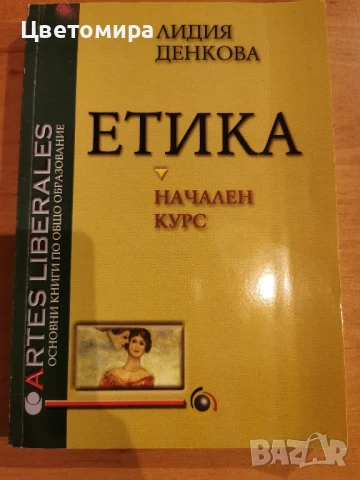 Цветомира
ЛИДИЯ
ДЕНКОВА
ЕТИКА
НАЧАЛЕН
КУРС
ARTES LIBERALES
ОСНОВНИ КНИГИ ПО ОБЩО ОБРАЗОВАНИЕ
BAZAR